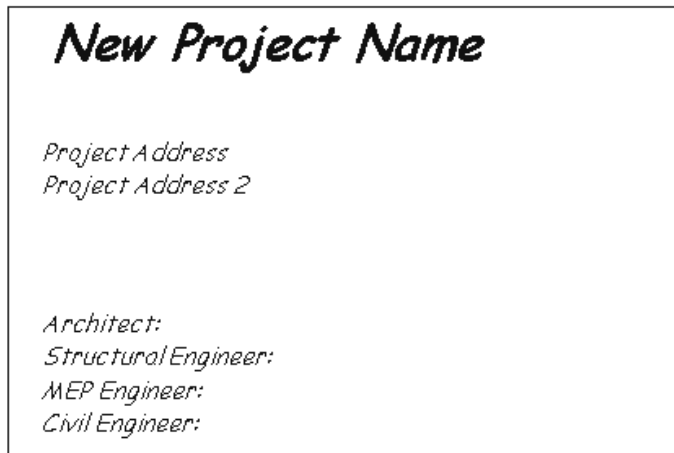 New Project Name
Project Address
Project Address 2
Architect:
Structural Engineer:
MEP Engineer:
Civil Engineer: